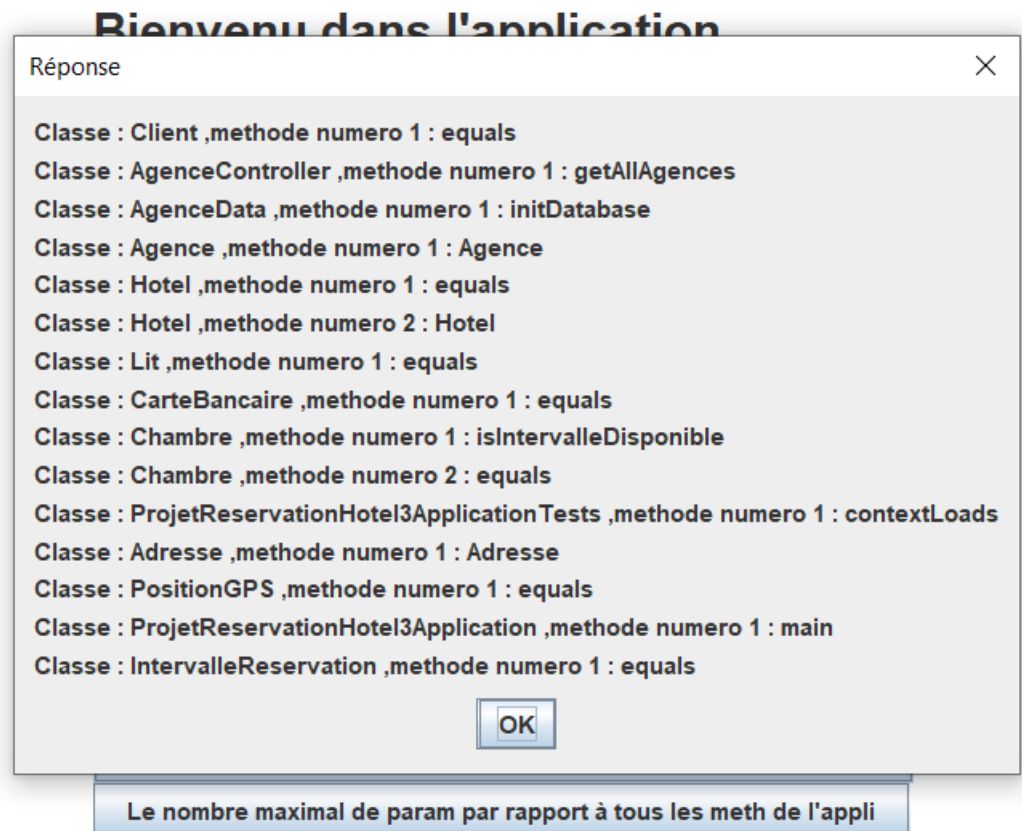 Bienvenu dans l'application
Réponse
Classe : Client ,methode numero 1 : equals
Classe : AgenceController ,methode numero 1 : getAllAgences
Classe : AgenceData ,methode numero 1 : initDatabase
Classe : Agence ,methode numero 1 : Agence
Classe : Hotel ,methode numero 1 : equals
Classe : Hotel ,methode numero 2 : Hotel
Classe : Lit ,methode numero 1 : equals
Classe : CarteBancaire ,methode numero 1 : equals
Classe : Chambre ,methode numero 1 : isIntervalleDisponible
Classe : Chambre ,methode numero 2 : equals
Classe : ProjetReservationHotel3ApplicationTests ,methode numero 1 : contextLoads
Classe : Adresse ,methode numero 1 : Adresse
Classe : PositionGPS ,methode numero 1 : equals
Classe : ProjetReservationHotel3Application ,methode numero 1 : main
Classe : IntervalleReservation ,methode numero 1 : equals
OK
Le nombre maximal de param par rapport à tous les meth de l'appli